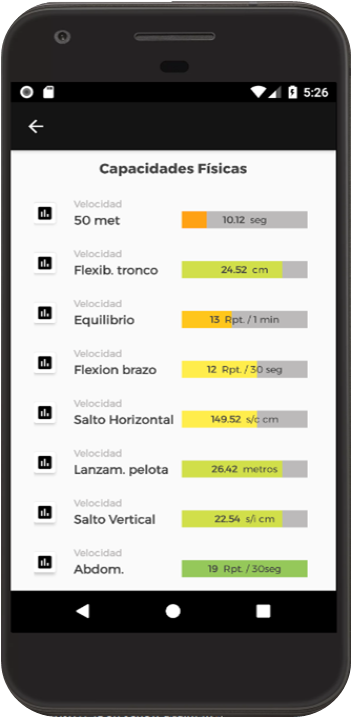 5:26
Capacidades Físicas
Velocidad
50 met
10.12 seg
Velocidad
Flexib. tronco
24.52 cm
Velocidad
Equilibrio
13 Rpt. / 1 min
Velocidad
Flexion brazo
12 Rpt. / 30 seg
Velocidad
Salto Horizontal
149.52 s/c cm
Velocidad
Lanzam. pelota
26.42 metros
Velocidad
Salto Vertical
22.54 s/i cm
Velocidad
Abdom.
19 Rpt. / 30seg